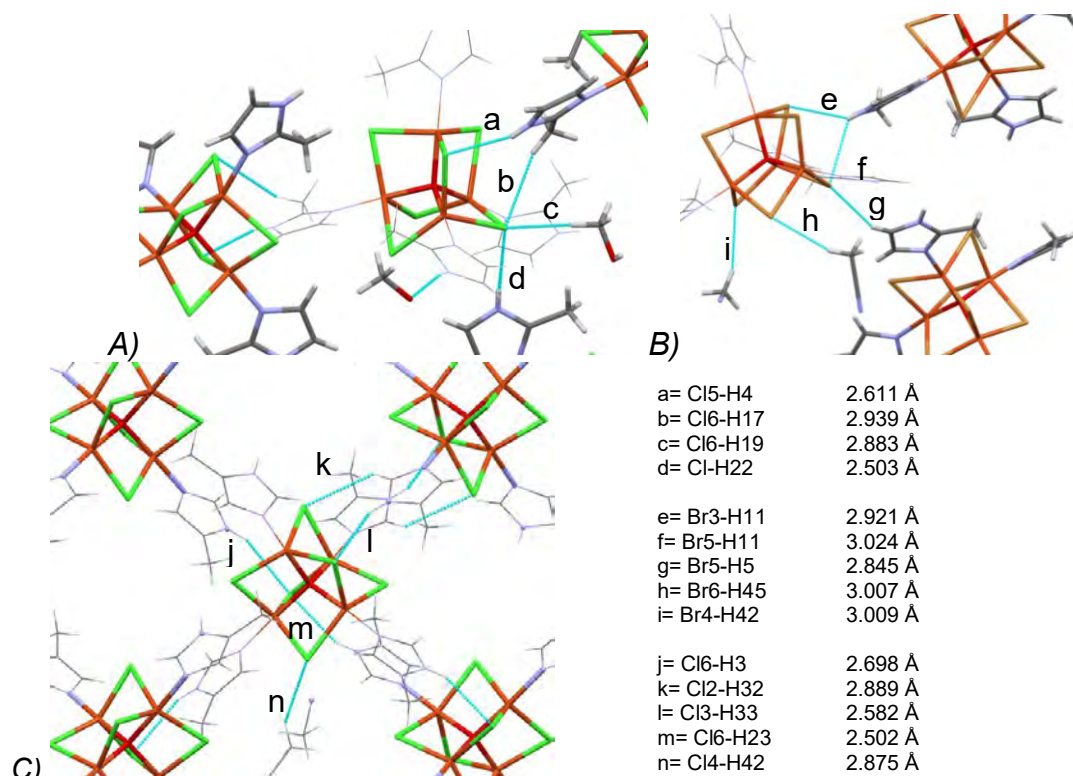 a
b
c
d
A)
e
f
g
h
i
B)
k
j
l
m
n
C)
a= Cl5-H4 2.611 Å
b= Cl6-H17 2.939 Å
c= Cl6-H19 2.883 Å
d= Cl-H22 2.503 Å
e= Br3-H11 2.921 Å
f= Br5-H11 3.024 Å
g= Br5-H5 2.845 Å
h= Br6-H45 3.007 Å
i= Br4-H42 3.009 Å
j= Cl6-H3 2.698 Å
k= Cl2-H32 2.889 Å
l= Cl3-H33 2.582 Å
m= Cl6-H23 2.502 Å
n= Cl4-H42 2.875 Å